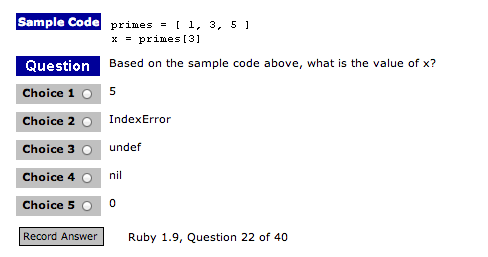 Sample Code primes = [ 1, 3, 5 ]
x = primes[3]
Question Based on the sample code above, what is the value of x?
Choice 1 5
Choice 2 IndexError
Choice 3 undef
Choice 4 nil
Choice 5 0
Record Answer Ruby 1.9, Question 22 of 40